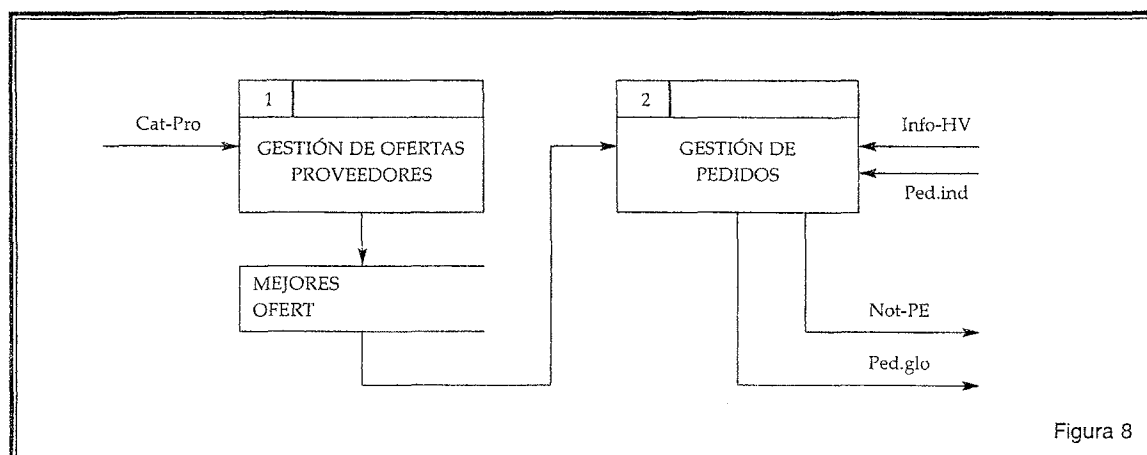 1
Cat-Pro
GESTIÓN DE OFERTAS
PROVEEDORES
MEJORES
OFERT
2
GESTIÓN DE
PEDIDOS
Info-HV
Ped.ind
Not-PE
Ped.glo
Figura 8